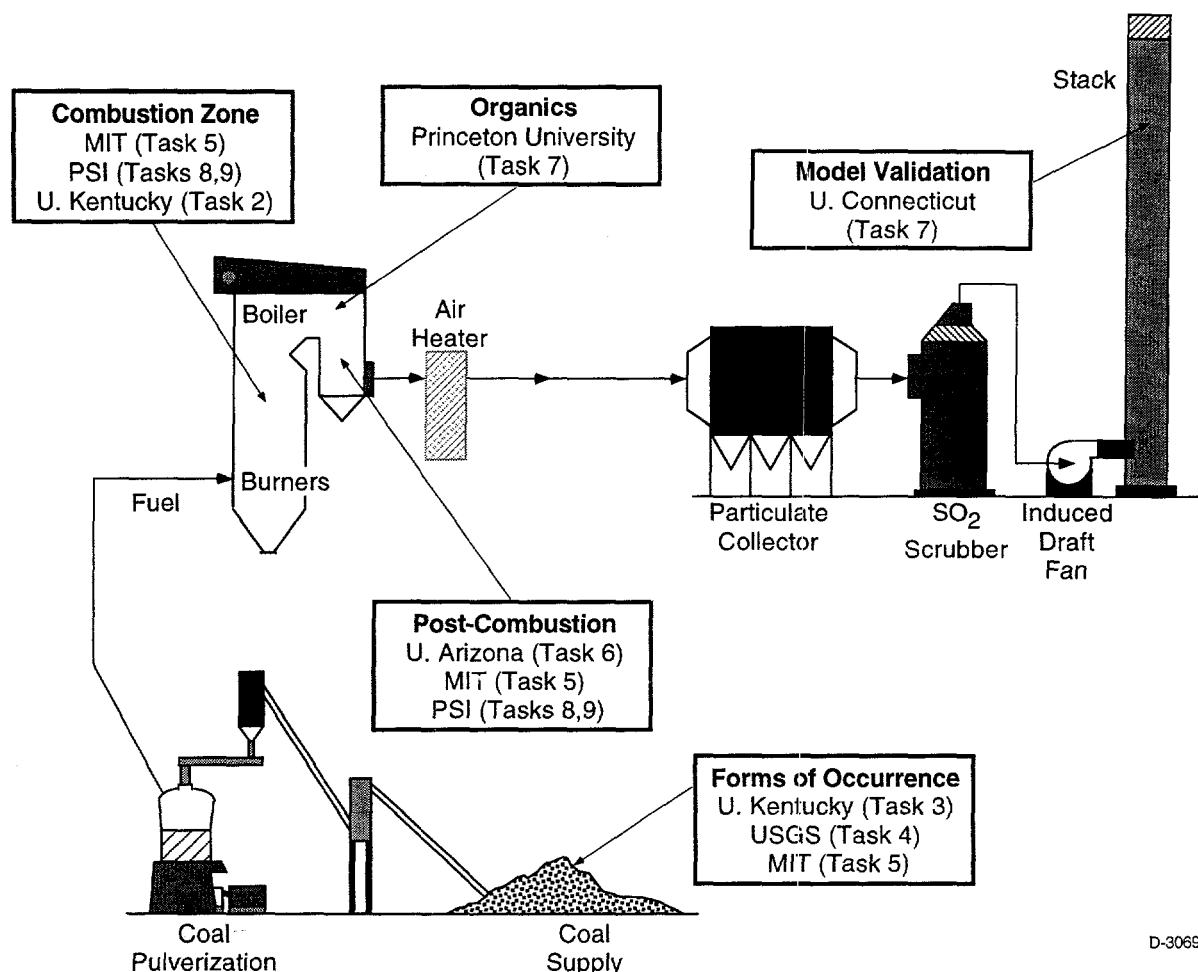 Stack
Combustion Zone
MIT (Task 5)
PSI (Tasks 8,9)
U. Kentucky (Task 2)
Organics
Princeton University
(Task 7)
Model Validation
U. Connecticut
(Task 7)
Boiler
Air
Heater
Burners
Fuel
Particulate
Collector
SO₂
Scrubber
Induced
Draft
Fan
Post-Combustion
U. Arizona (Task 6)
MIT (Task 5)
PSI (Tasks 8,9)
Forms of Occurrence
U. Kentucky (Task 3)
USGS (Task 4)
MIT (Task 5)
Coal
Pulverization
Coal
Supply
D-3069